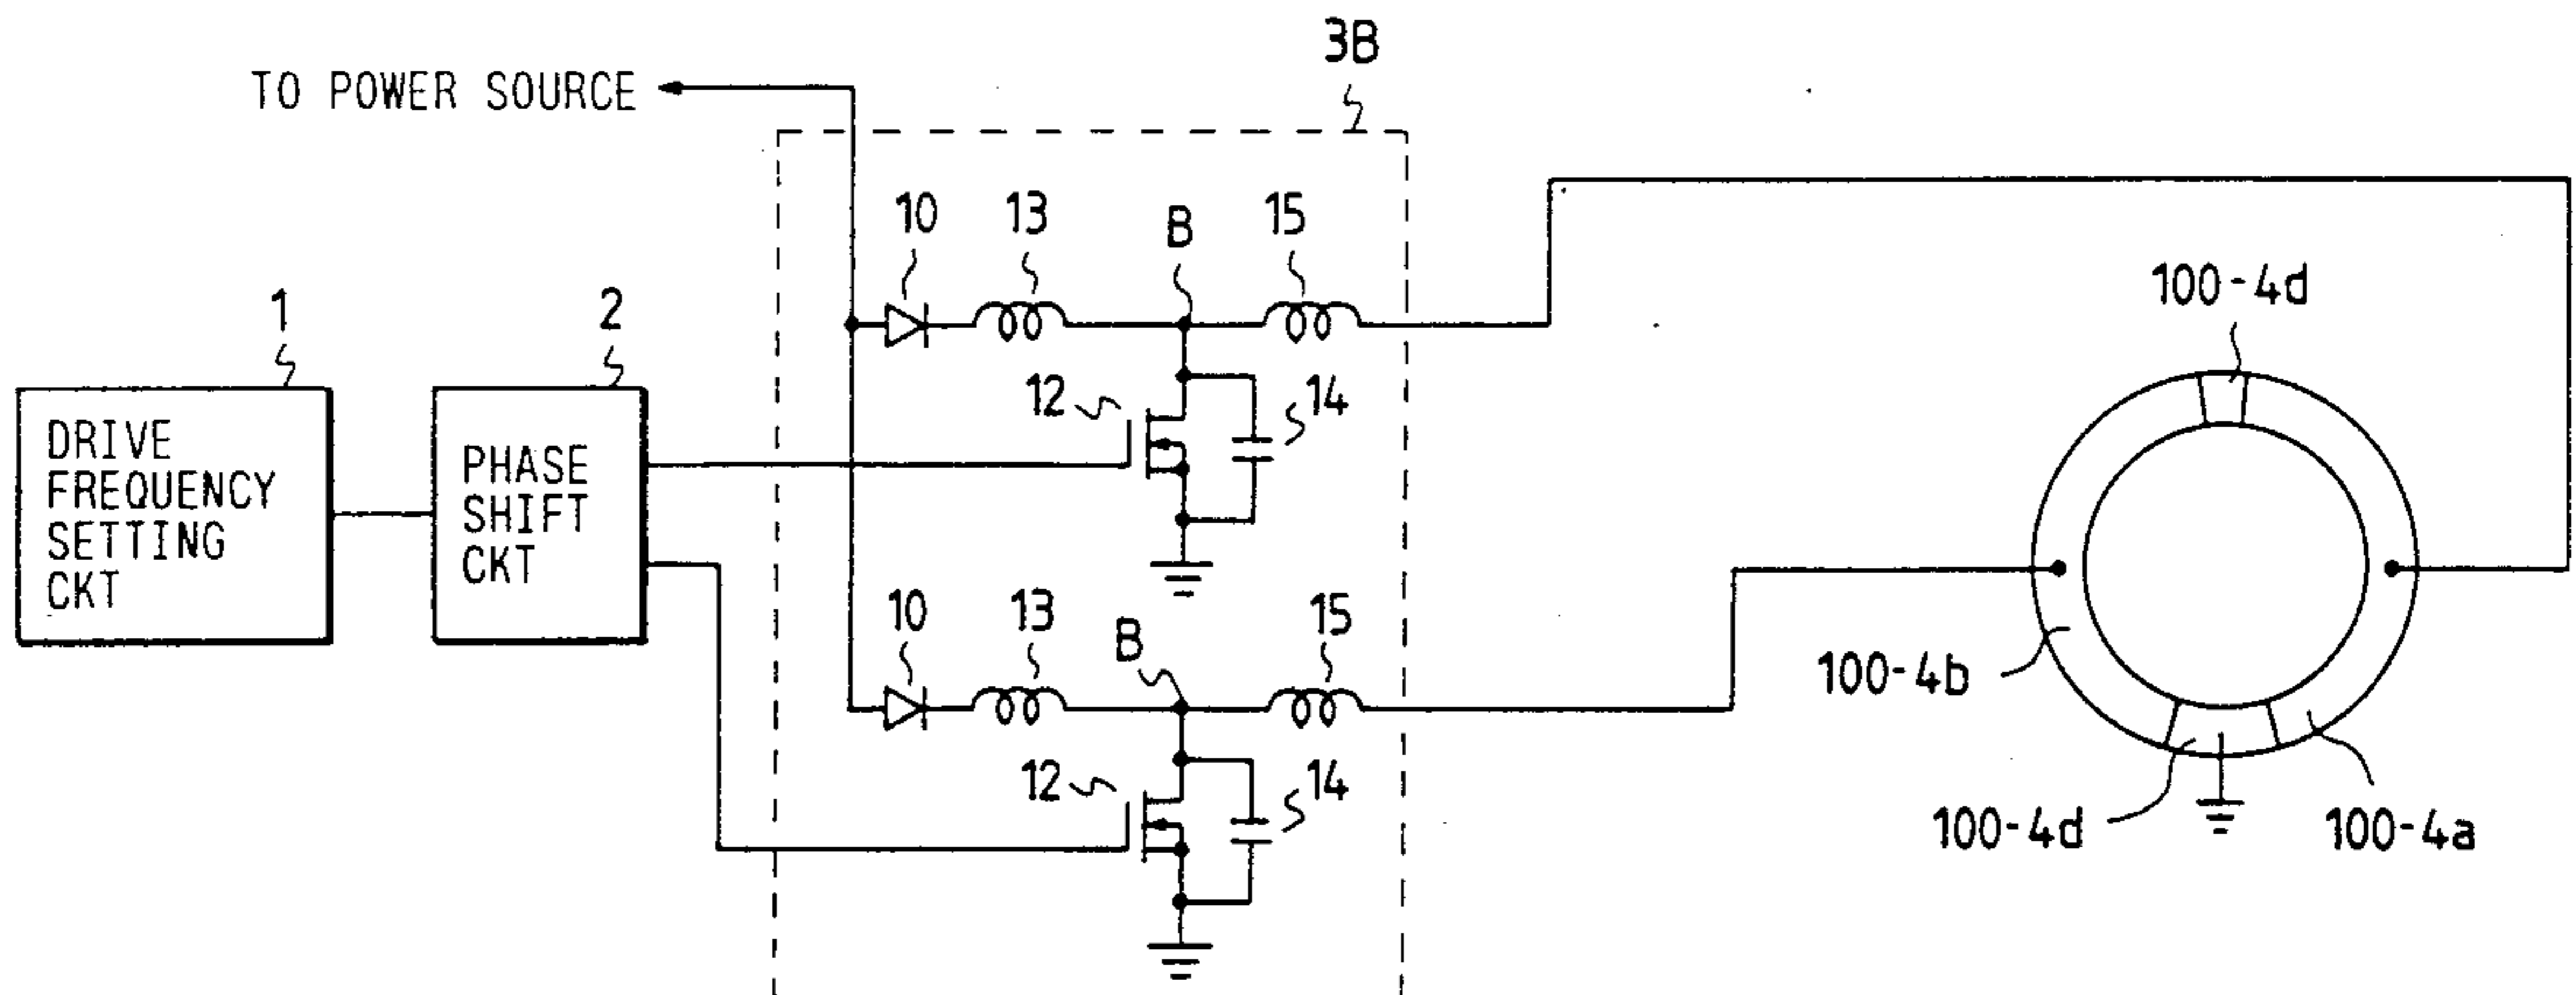 3B
TO POWER SOURCE
10
13
B
15
100-4d
1
2
12
14
DRIVE
FREQUENCY
SETTING
CKT
PHASE
SHIFT
CKT
10
13
B
15
100-4b
12
14
100-4d
100-4a